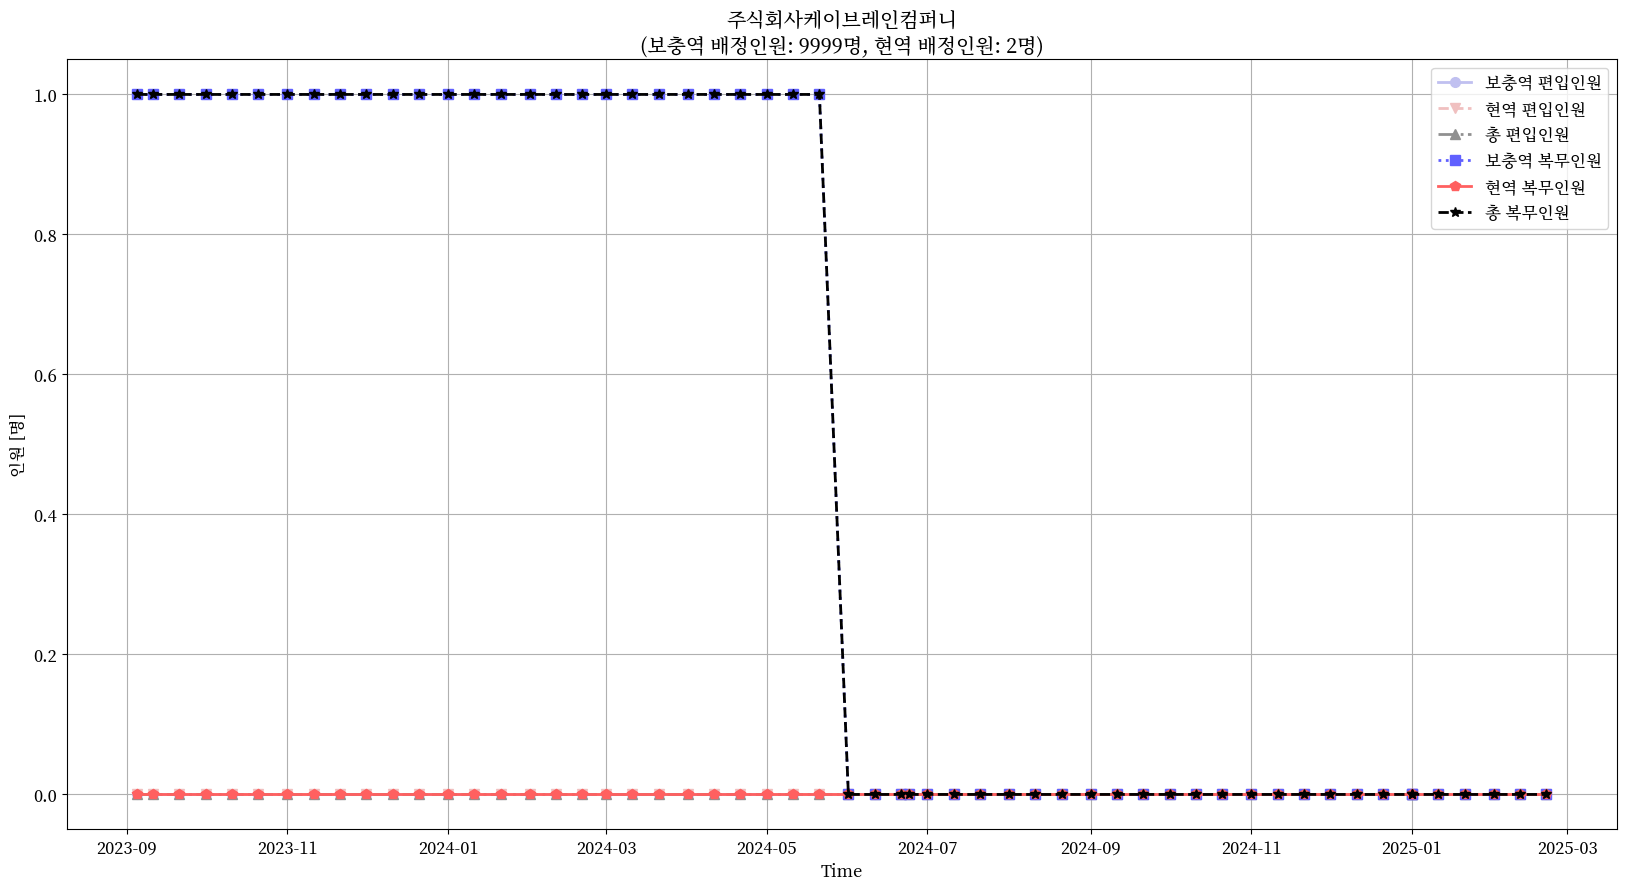 주식회사케이브레인컴퍼니
(보충역 배정인원: 9999명, 현역 배정인원: 2명)
보충역 편입인원
현역 편입인원
총 편입인원
보충역 복무인원
현역 복무인원
총 복무인원
인원 [명]
1.0
0.8
0.6
0.4
0.2
0.0
2023-09
2023-11
2024-01
2024-03
2024-05
2024-07
2024-09
2024-11
2025-01
2025-03
Time